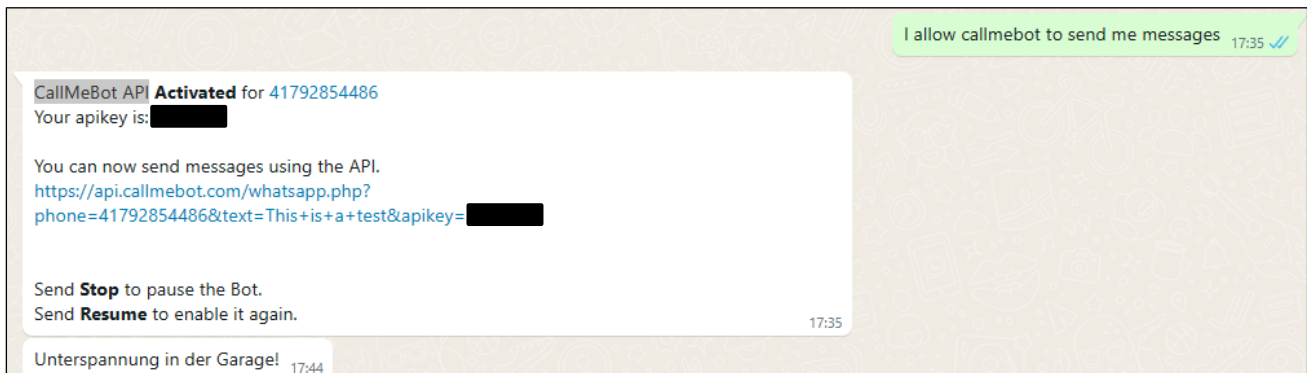 I allow callmebot to send me messages 17:35
CallMeBot API Activated for 41792854486
Your apikey is:
You can now send messages using the API.
https://api.callmebot.com/whatsapp.php?
phone=41792854486&text=This+is+a+test&apikey=
Send Stop to pause the Bot.
Send Resume to enable it again.
17:35
Unterspannung in der Garage! 17:44